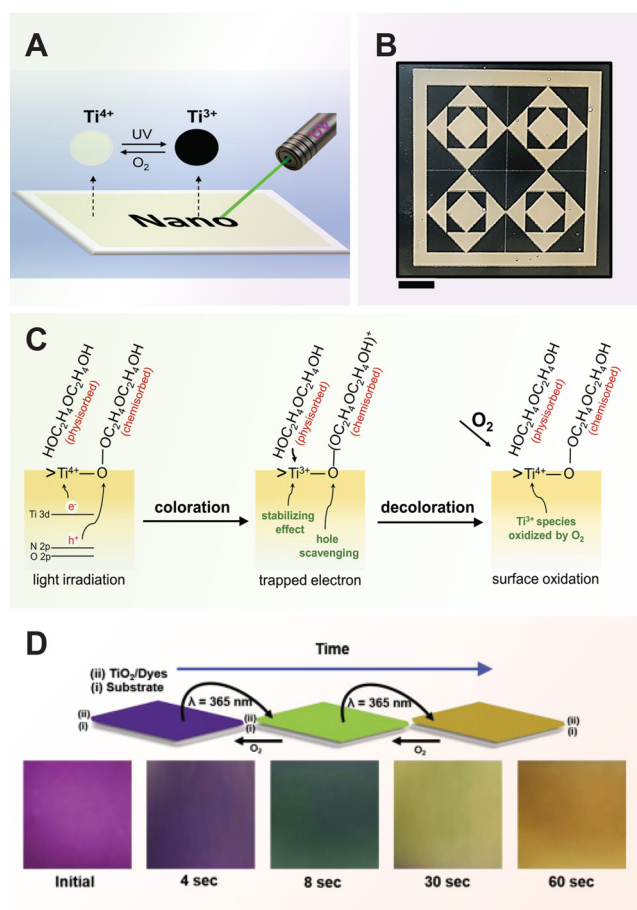 A
Ti4+
Ti3+
UV
O2
UV
Nano
B
C
HOC2H4OC2H4OH
(physisorbed)
OC2H4OC2H4OH
(chemisorbed)
>Ti4+—O
e-
Ti 3d
h+
N 2p
O 2p
light irradiation
coloration
HOC2H4OC2H4OH
(physisorbed)
(OC2H4OC2H4OH)+
(chemisorbed)
>Ti3+—O
stabilizing
effect
hole
scavenging
trapped electron
decoloration
O2
HOC2H4OC2H4OH
(physisorbed)
OC2H4OC2H4OH
(chemisorbed)
>Ti4+—O
Ti3+ species
oxidized by O2
surface oxidation
D
Time
(ii) TiO2/Dyes
(i) Substrate
λ = 365 nm
λ = 365 nm
(ii)
(i)
(ii)
(i)
(ii)
(i)
O2
O2
Initial
4 sec
8 sec
30 sec
60 sec